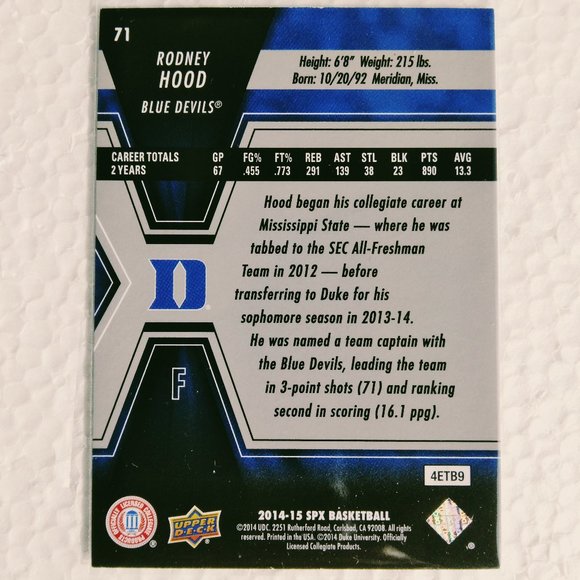 71
RODNEY
HOOD
BLUE DEVILS®
Height: 6'8" Weight: 215 lbs.
Born: 10/20/92 Meridian, Miss.
CAREER TOTALS GP FG% FT% REB AST STL BLK PTS AVG
2 YEARS 67 .455 .773 291 139 38 23 890 13.3
Hood began his collegiate career at
Mississippi State — where he was
tabbed to the SEC All-Freshman
Team in 2012 — before
transferring to Duke for his
sophomore season in 2013-14.
He was named a team captain with
the Blue Devils, leading the team
in 3-point shots (71) and ranking
second in scoring (16.1 ppg).
D
F
4ETB9
OFFICIALLY LICENSED COLLEGIATE PRODUCTS
UPPER
DECK
2014-15 SPX BASKETBALL
©2014 UDC. 2251 Rutherford Road, Carlsbad, CA 92008. All rights
reserved. Printed in the USA. ©2014 Duke University. Officially
Licensed Collegiate Products.